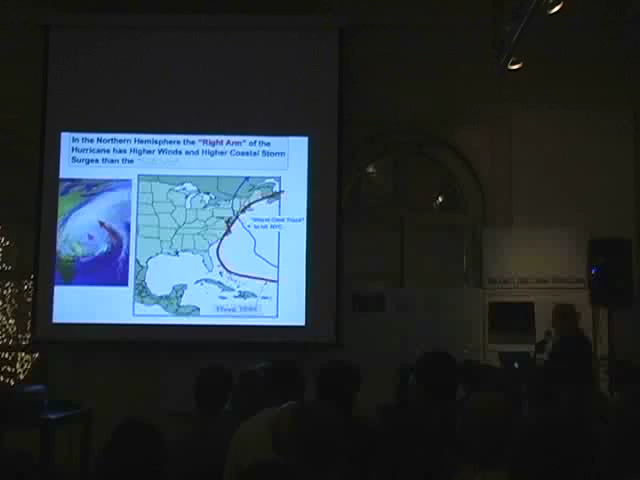 In the Northern Hemisphere the "Right Arm" of the
Hurricane has Higher Winds and Higher Coastal Storm
Surges than the
"Worst Case Track"
to hit NYC